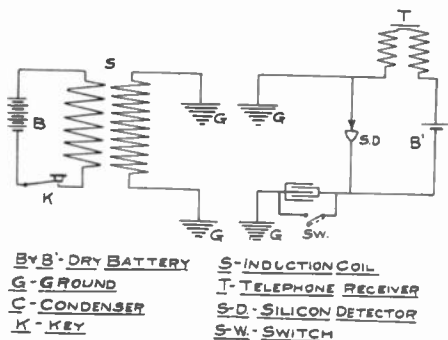 T
S
B
G
G
S.D
B'
K
G
G
SW.
B & B' - DRY BATTERY
G - GROUND
C - CONDENSER
K - KEY
S - INDUCTION COIL
T - TELEPHONE RECEIVER
S-D. - SILICON DETECTOR
S-W. - SWITCH